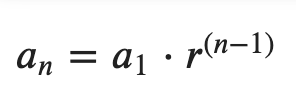 aₙ = a₁ · r⁽ⁿ⁻¹⁾